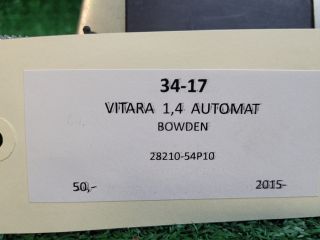 34-17
VITARA 1,4 AUTOMAT
BOWDEN
28210-54P10
50,- 2015-